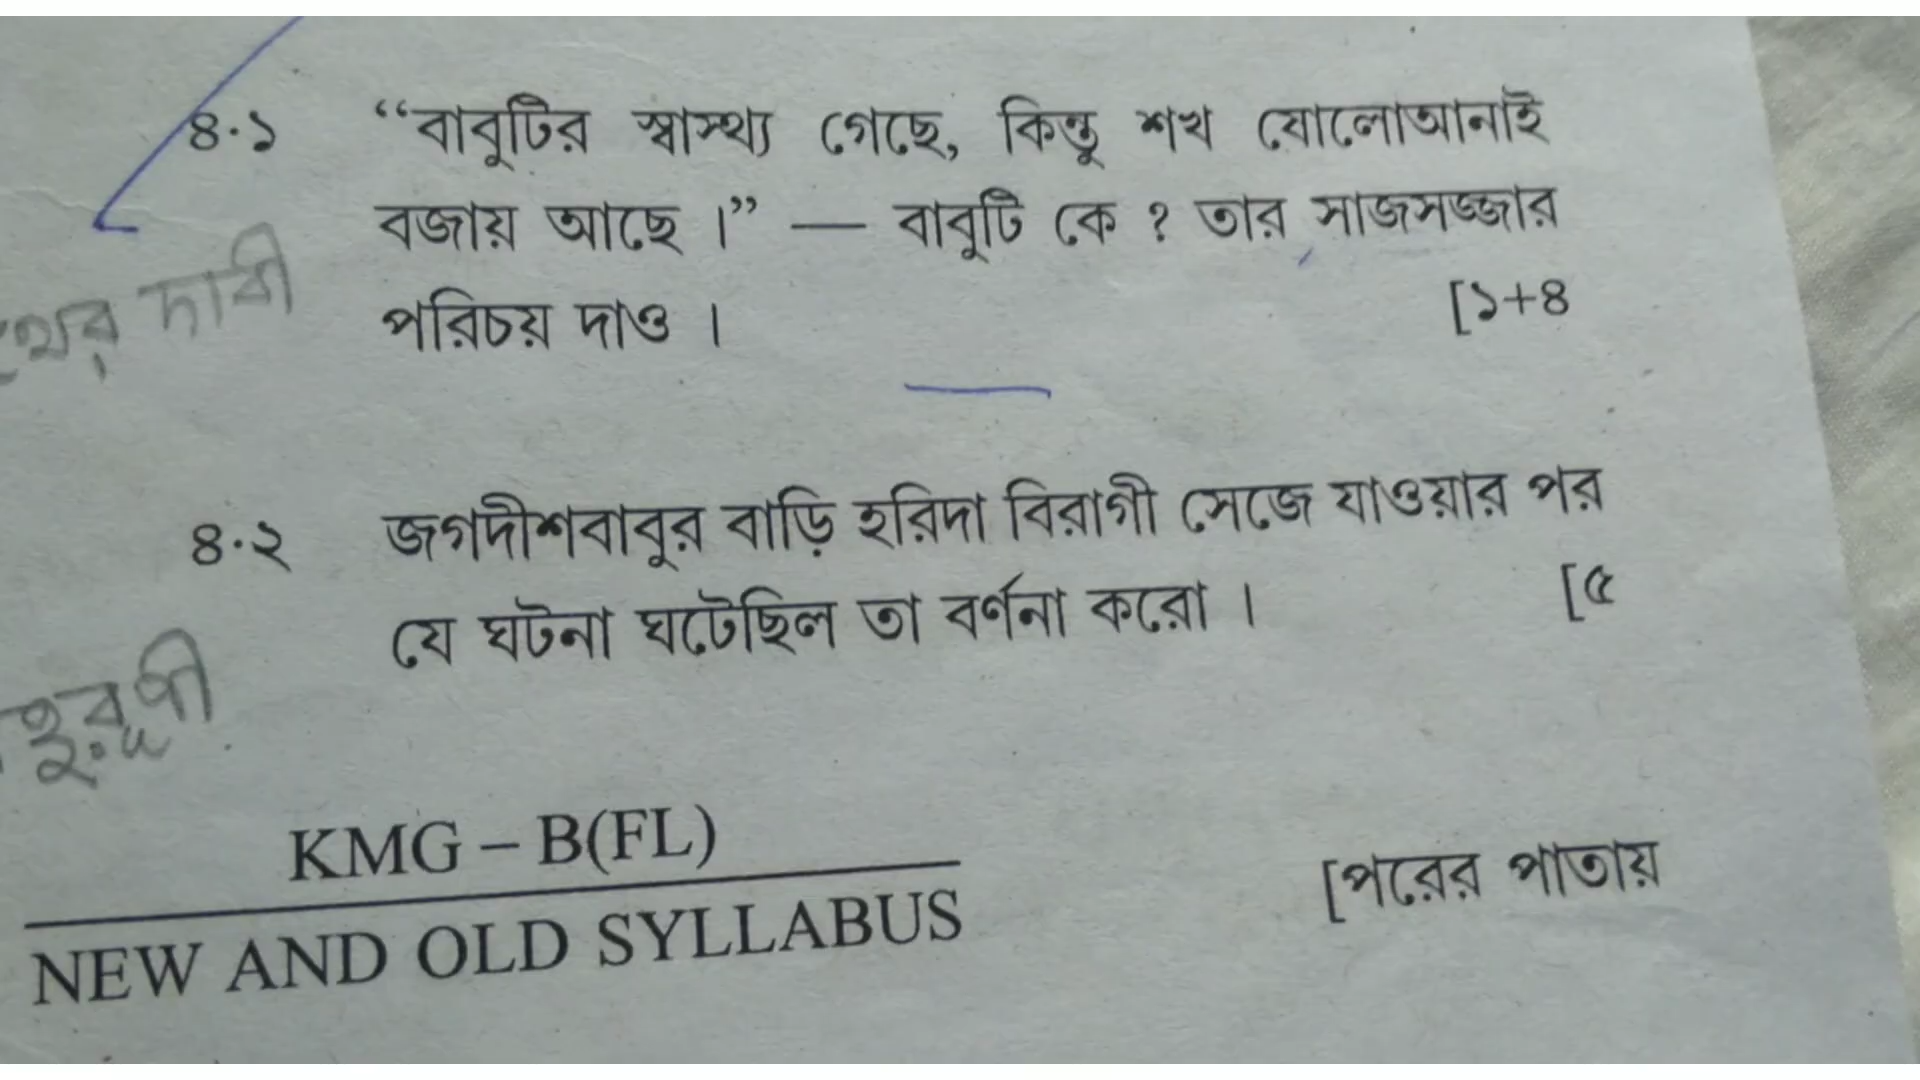 ৪.১ “বাবুটির স্বাস্থ্য গেছে, কিন্তু শখ ষোলোআনাই
বজায় আছে।” — বাবুটি কে ? তার সাজসজ্জার
পরিচয় দাও । [১+৪
থের দাবী
৪.২ জগদীশবাবুর বাড়ি হরিদা বিরাগী সেজে যাওয়ার পর
যে ঘটনা ঘটেছিল তা বর্ণনা করো । [৫
হুরূপী
KMG – B(FL)
NEW AND OLD SYLLABUS
[পরের পাতায়